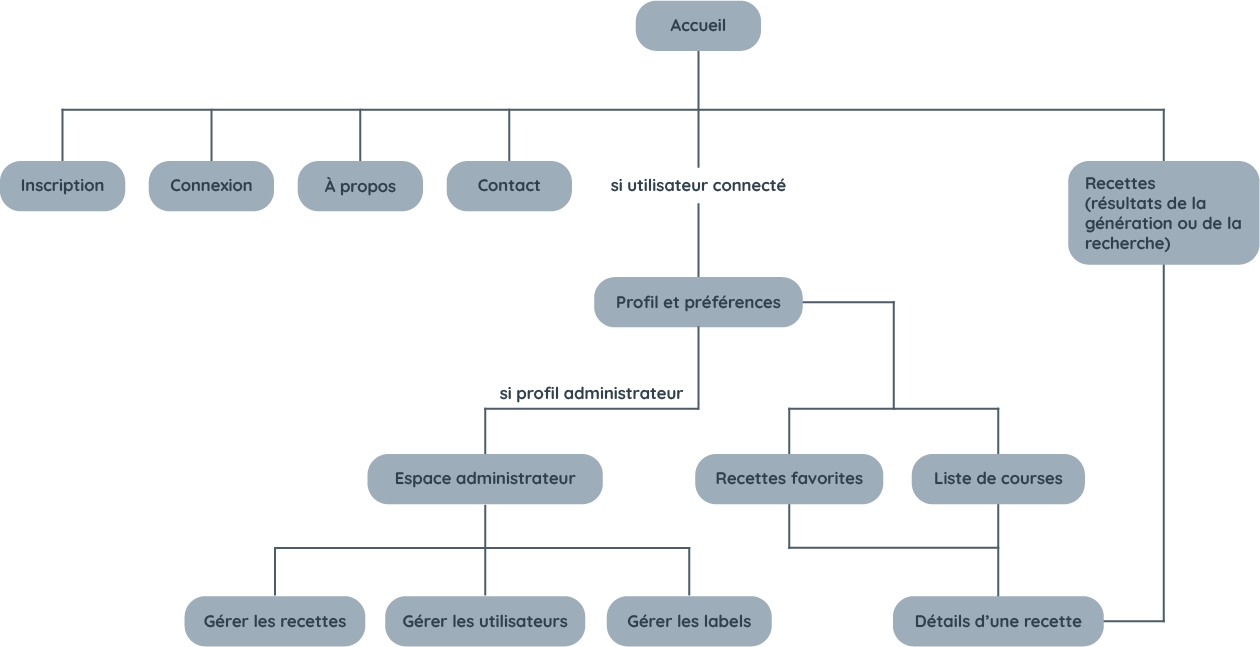 Accueil
Inscription
Connexion
À propos
Contact
si utilisateur connecté
Recettes
(résultats de la
génération ou de la
recherche)
Profil et préférences
si profil administrateur
Espace administrateur
Recettes favorites
Liste de courses
Gérer les recettes
Gérer les utilisateurs
Gérer les labels
Détails d’une recette